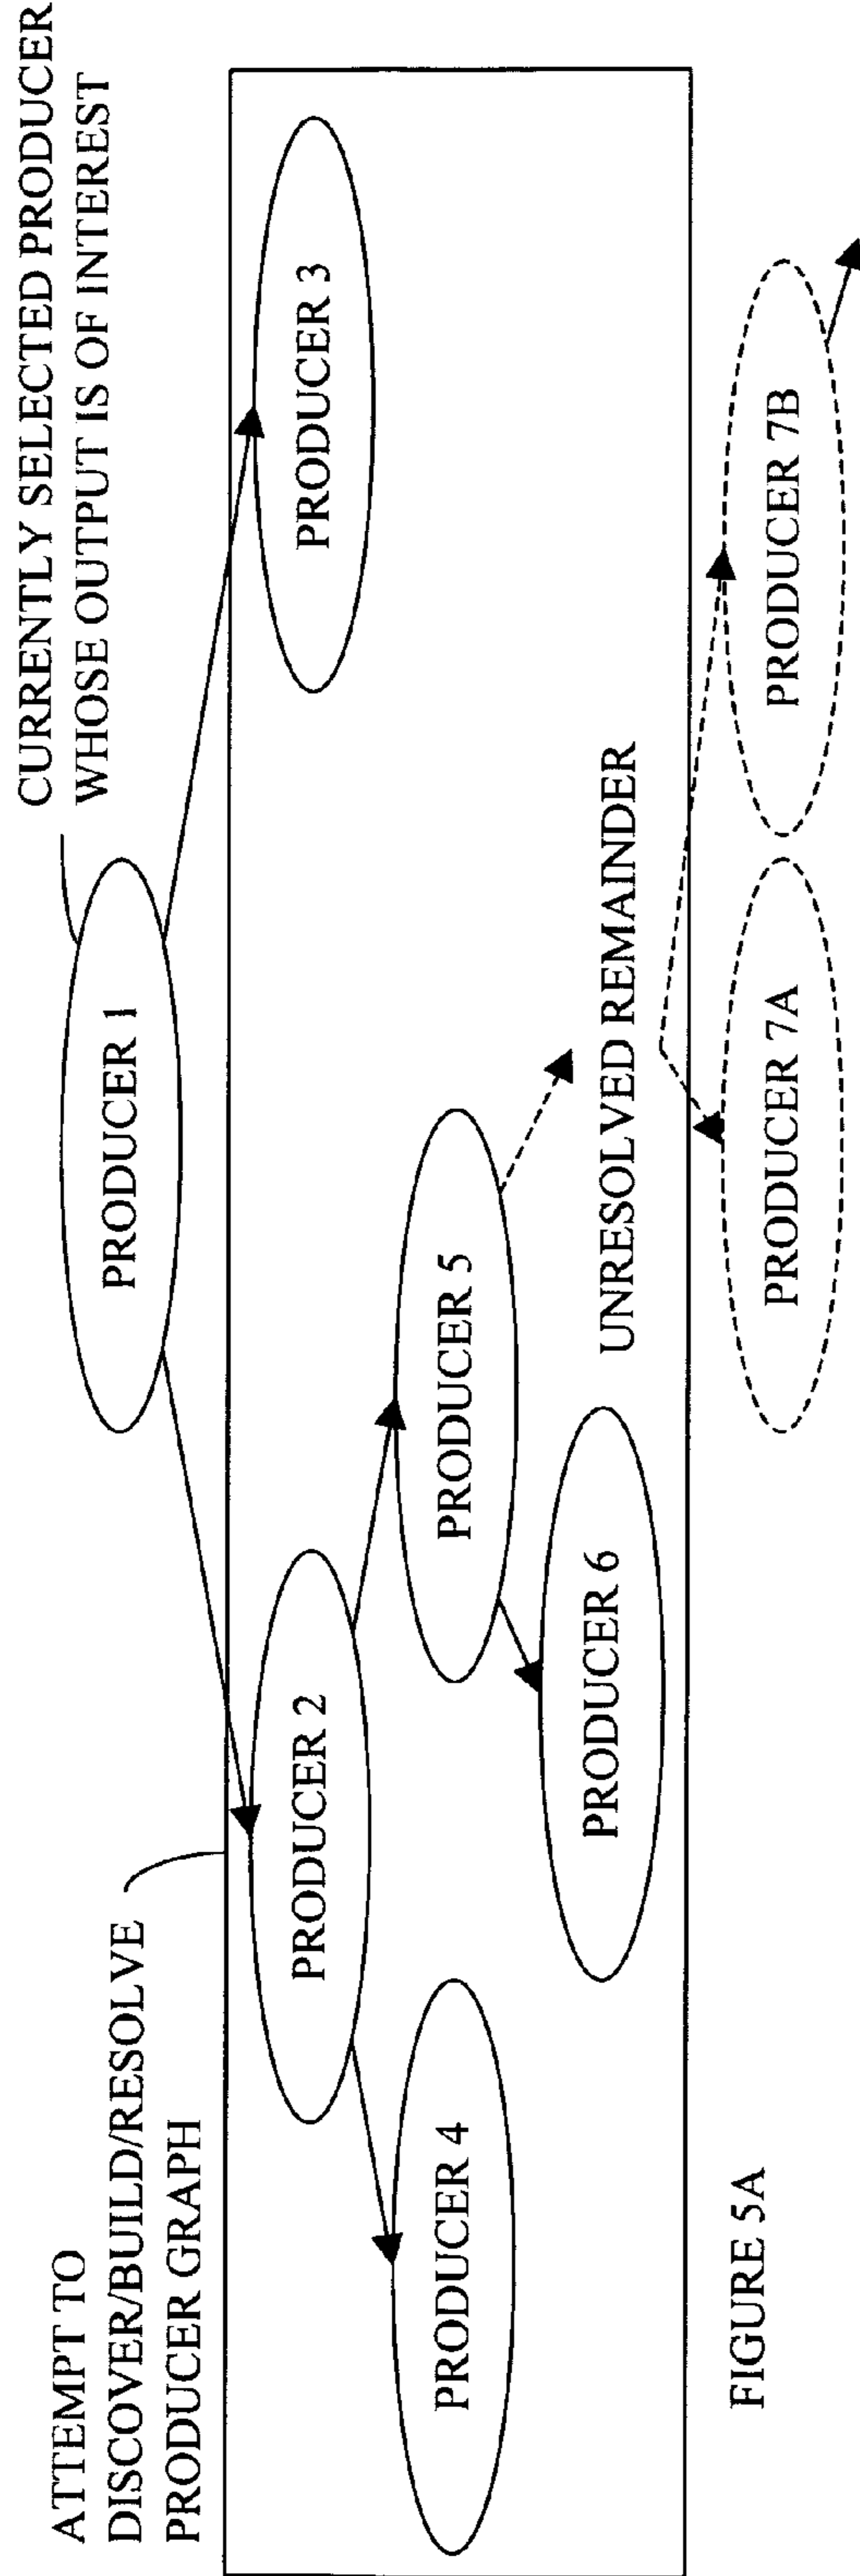 CURRENTLY SELECTED PRODUCER
WHOSE OUTPUT IS OF INTEREST
ATTEMPT TO
DISCOVER/BUILD/RESOLVE
PRODUCER GRAPH
PRODUCER 1
PRODUCER 2
PRODUCER 3
PRODUCER 4
PRODUCER 5
PRODUCER 6
UNRESOLVED REMAINDER
PRODUCER 7A
PRODUCER 7B
FIGURE 5A